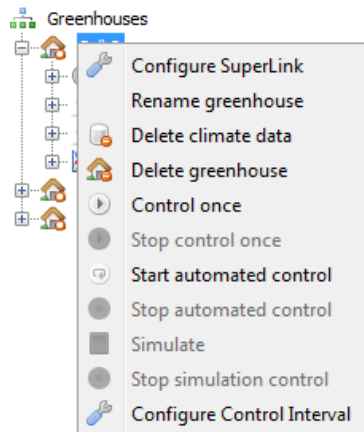 Greenhouses
Configure SuperLink
Rename greenhouse
Delete climate data
Delete greenhouse
Control once
Stop control once
Start automated control
Stop automated control
Simulate
Stop simulation control
Configure Control Interval